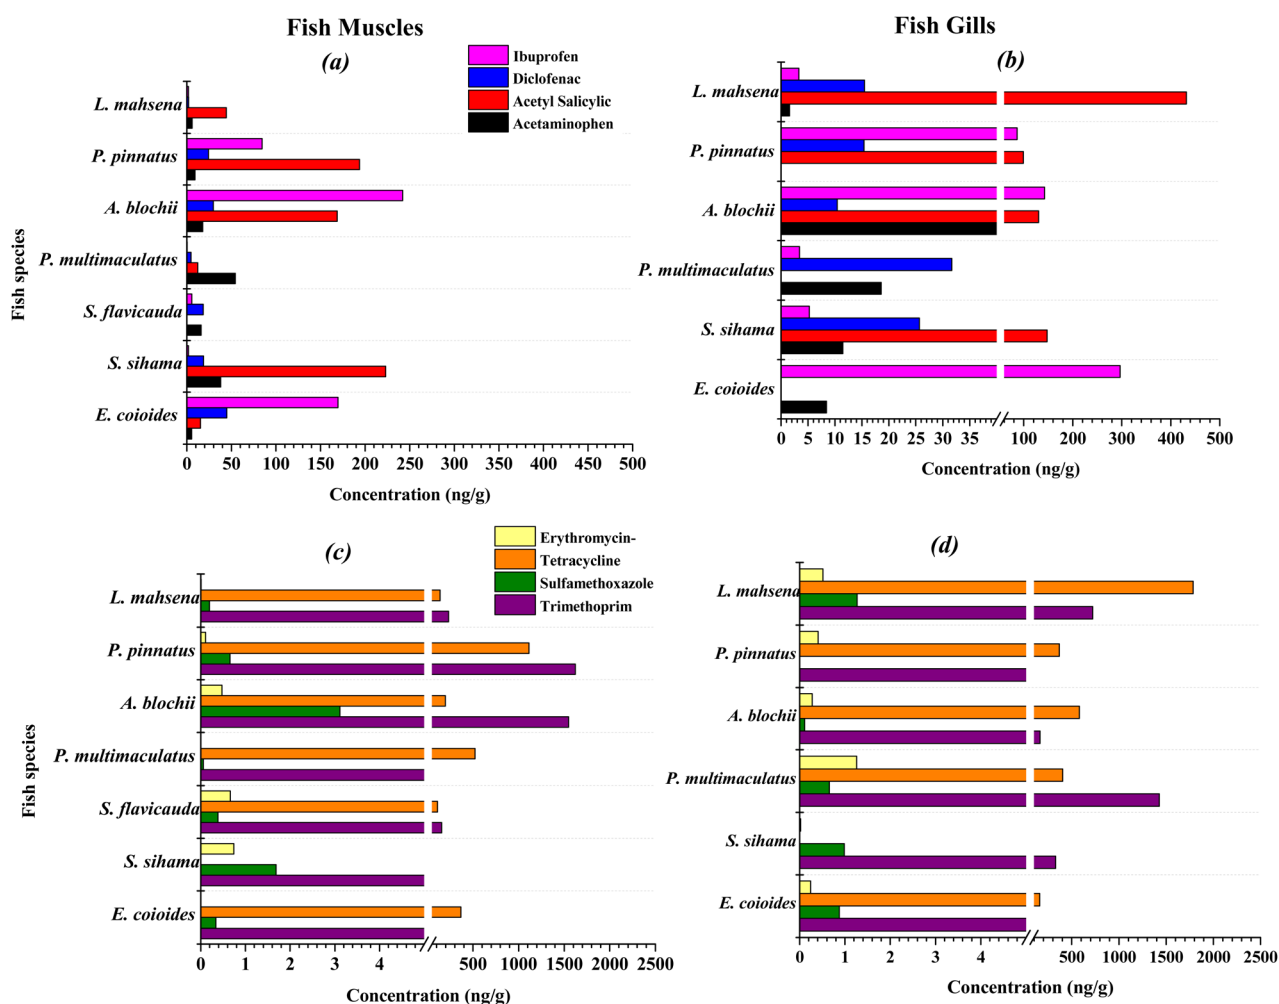 Fish Muscles
(a)
Ibuprofen
Diclofenac
Acetyl Salicylic
Acetaminophen
L. mahsena
P. pinnatus
A. blochii
P. multimaculatus
S. flavicauda
S. sihama
E. coioides
Fish species
0 50 100 150 200 250 300 350 400 450 500
Concentration (ng/g)
Fish Gills
(b)
L. mahsena
P. pinnatus
A. blochii
P. multimaculatus
S. sihama
E. coioides
0 5 10 15 20 25 30 35 100 200 300 400 500
Concentration (ng/g)
(c)
Erythromycin-
Tetracycline
Sulfamethoxazole
Trimethoprim
L. mahsena
P. pinnatus
A. blochii
P. multimaculatus
S. flavicauda
S. sihama
E. coioides
Fish species
0 1 2 3 4 500 1000 1500 2000 2500
Concentration (ng/g)
(d)
L. mahsena
P. pinnatus
A. blochii
P. multimaculatus
S. sihama
E. coioides
0 1 2 3 4 500 1000 1500 2000 2500
Concentration (ng/g)